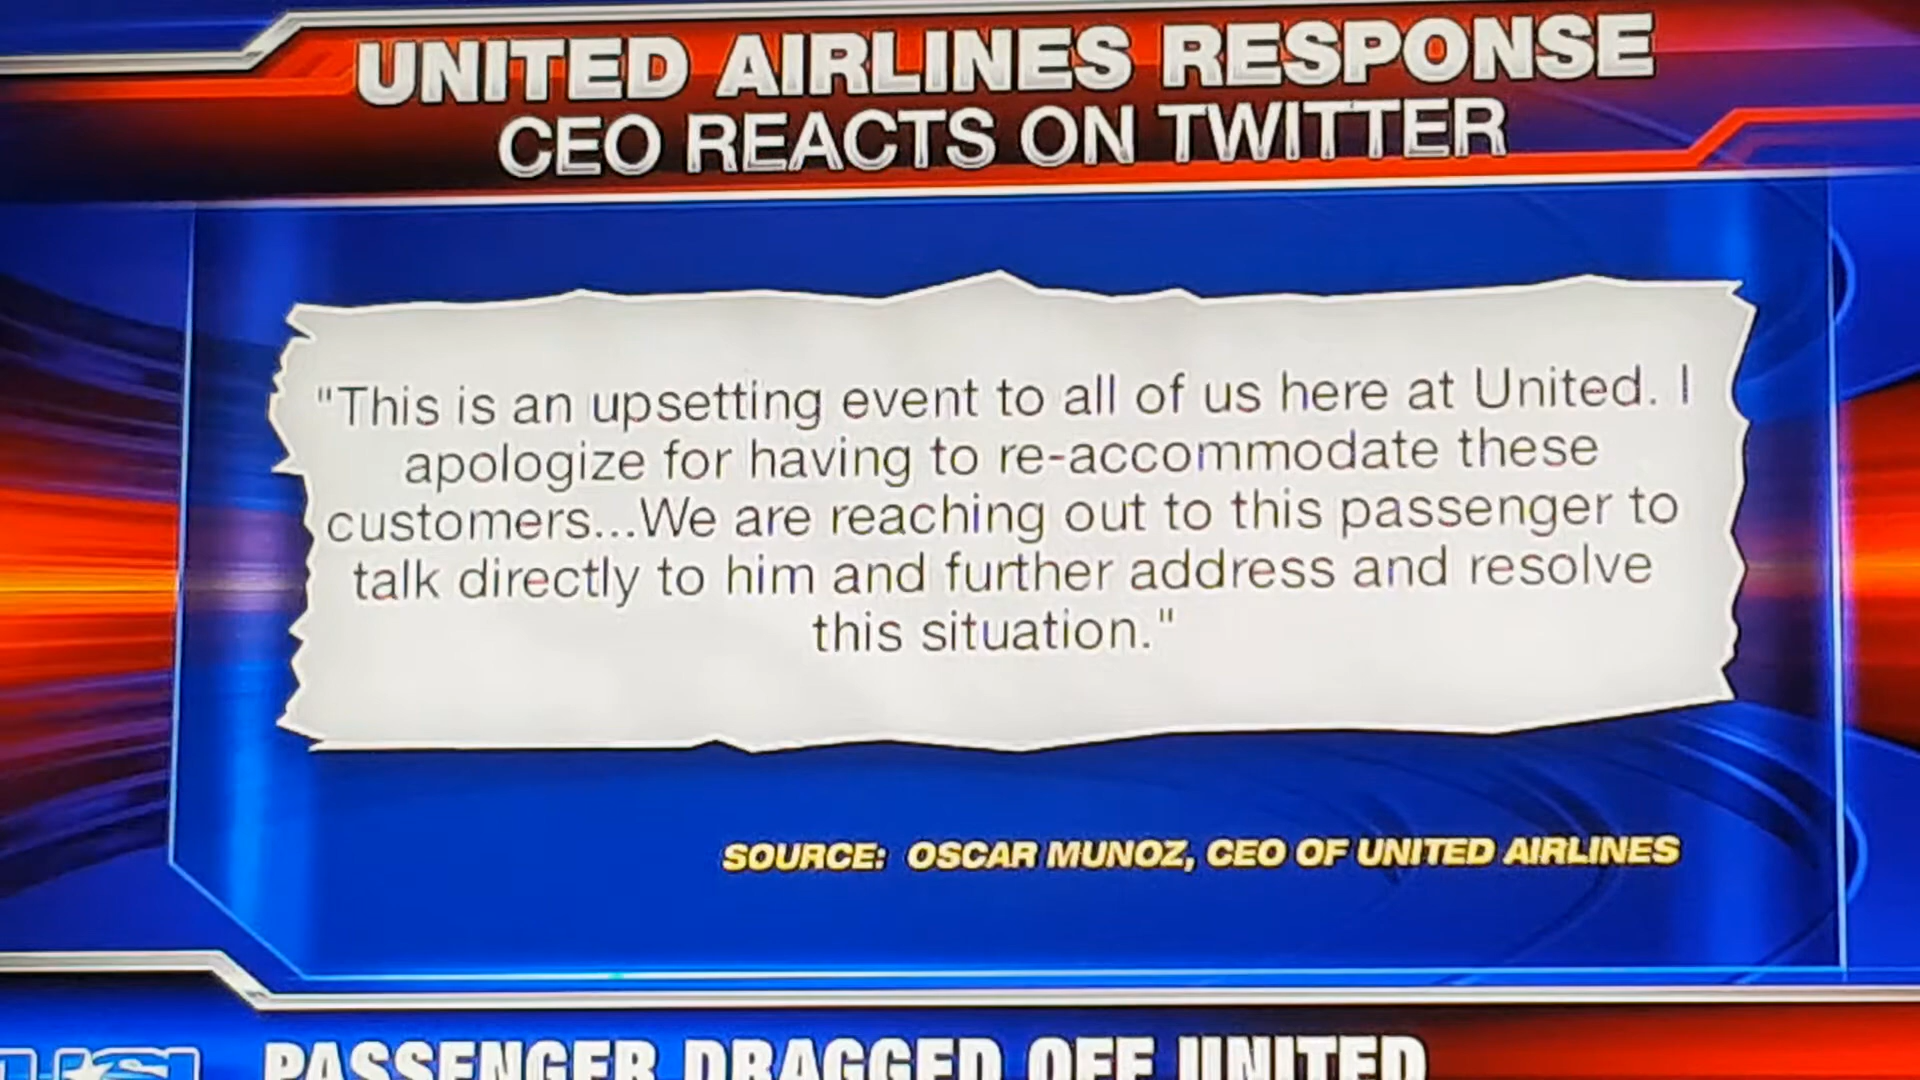 UNITED AIRLINES RESPONSE
CEO REACTS ON TWITTER
"This is an upsetting event to all of us here at United. I
apologize for having to re-accommodate these
customers...We are reaching out to this passenger to
talk directly to him and further address and resolve
this situation."
SOURCE: OSCAR MUNOZ, CEO OF UNITED AIRLINES
PASSENGER DRAGGED OFF UNITED